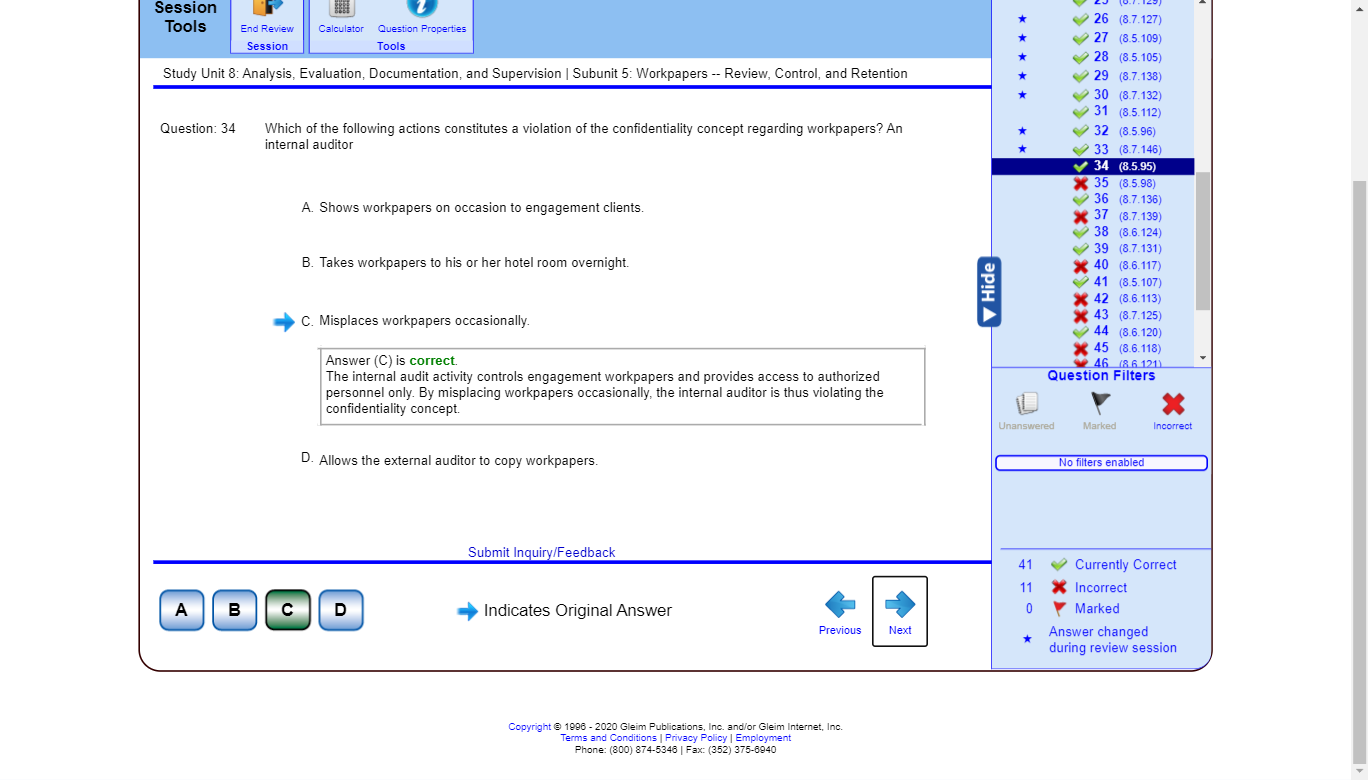 Session
Tools
End Review
Session
Calculator
Question Properties
Tools
Study Unit 8: Analysis, Evaluation, Documentation, and Supervision | Subunit 5: Workpapers -- Review, Control, and Retention
Question: 34
Which of the following actions constitutes a violation of the confidentiality concept regarding workpapers? An
internal auditor
A. Shows workpapers on occasion to engagement clients.
B. Takes workpapers to his or her hotel room overnight.
C. Misplaces workpapers occasionally.
Answer (C) is correct.
The internal audit activity controls engagement workpapers and provides access to authorized
personnel only. By misplacing workpapers occasionally, the internal auditor is thus violating the
confidentiality concept.
D. Allows the external auditor to copy workpapers.
Submit Inquiry/Feedback
A B C D
Indicates Original Answer
Previous
Next
Hide
25 (8.7.129)
26 (8.7.127)
27 (8.5.109)
28 (8.5.105)
29 (8.7.138)
30 (8.7.132)
31 (8.5.112)
32 (8.5.96)
33 (8.7.146)
34 (8.5.95)
35 (8.5.98)
36 (8.7.136)
37 (8.7.139)
38 (8.6.124)
39 (8.7.131)
40 (8.6.117)
41 (8.5.107)
42 (8.6.113)
43 (8.7.125)
44 (8.6.120)
45 (8.6.118)
46 (8.6.121)
Question Filters
Unanswered
Marked
Incorrect
No filters enabled
41 Currently Correct
11 Incorrect
0 Marked
Answer changed
during review session
Copyright © 1996 - 2020 Gleim Publications, Inc. and/or Gleim Internet, Inc.
Terms and Conditions | Privacy Policy | Employment
Phone: (800) 874-5346 | Fax: (352) 375-6940